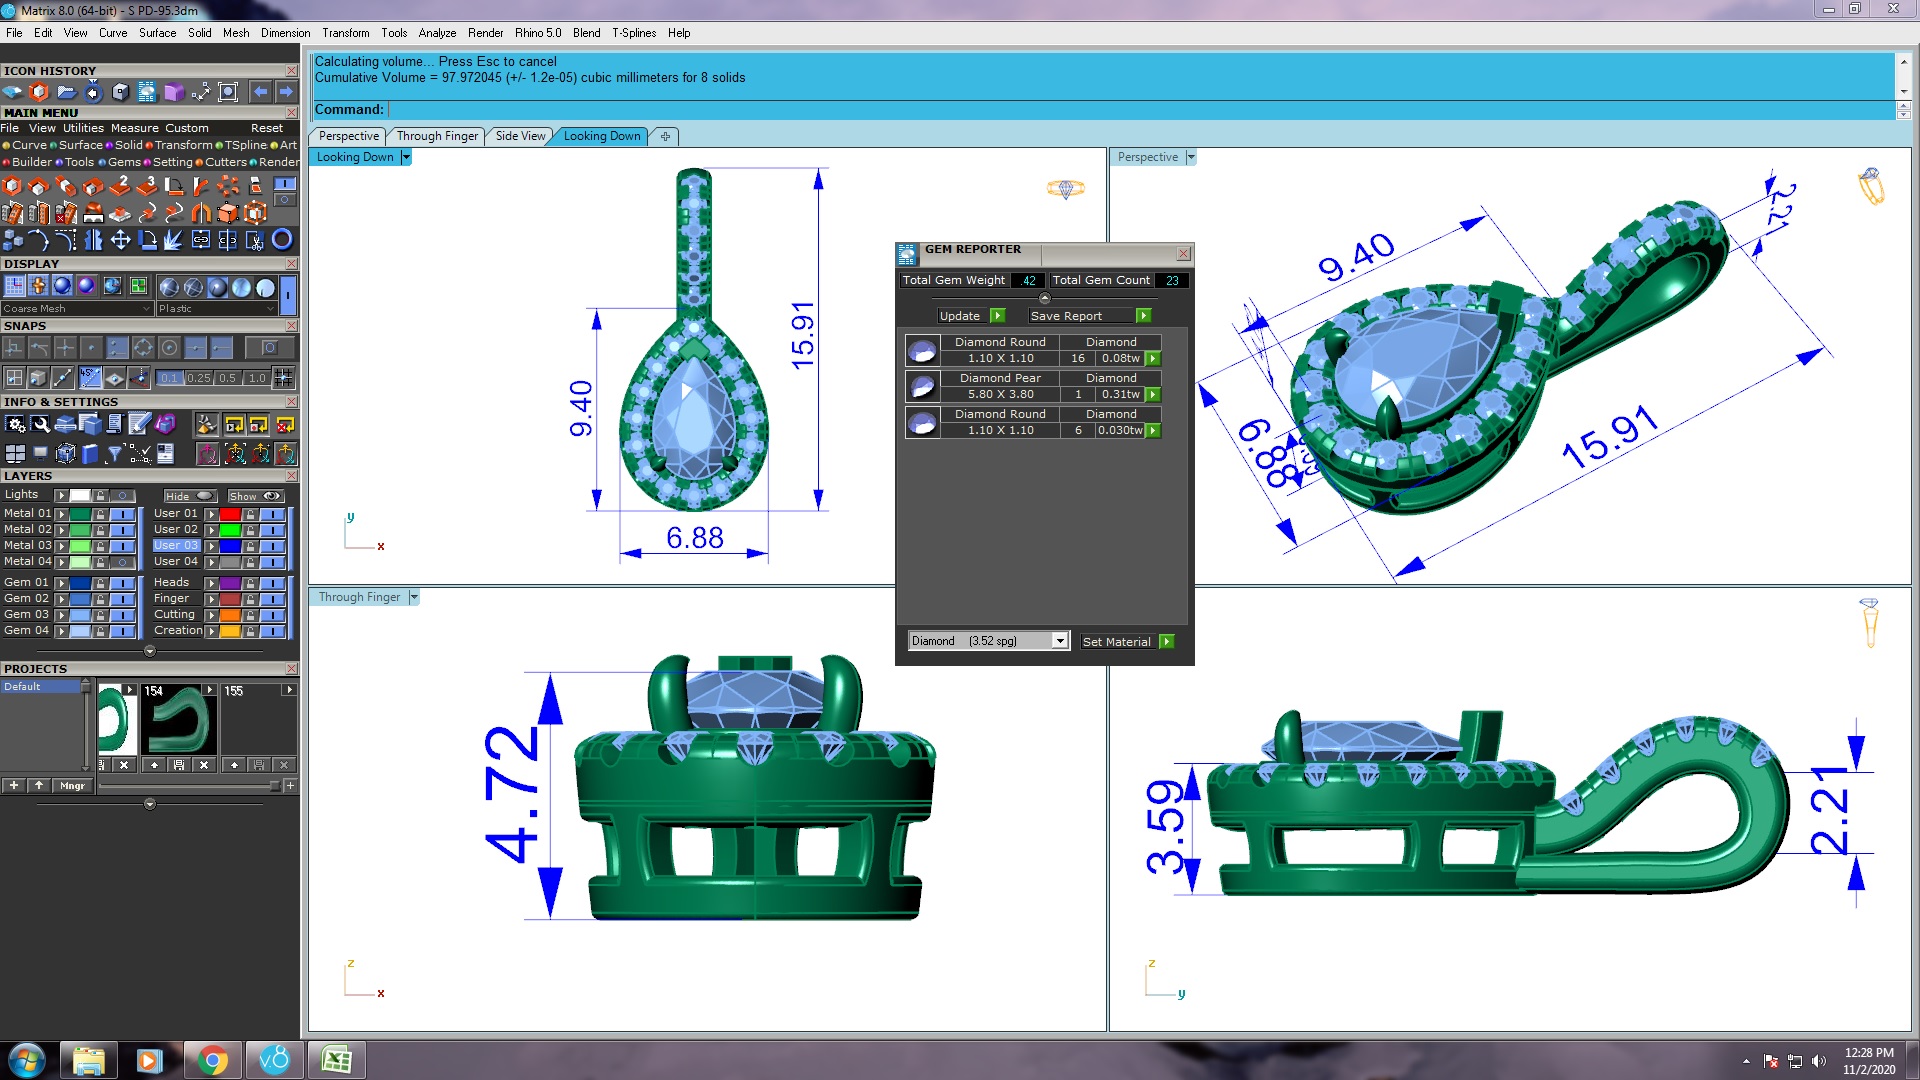 Matrix 8.0 (64-bit) - S PD-95.3dm
File Edit View Curve Surface Solid Mesh Dimension Transform Tools Analyze Render Rhino 5.0 Blend T-Splines Help
ICON HISTORY
MAIN MENU
File View Utilities Measure Custom Reset
Curve Surface Solid Transform TSpline Art
Builder Tools Gems Setting Cutters Render
DISPLAY
Coarse Mesh Plastic
SNAPS
45° 0.1 0.25 0.5 1.0
INFO & SETTINGS
LAYERS
Lights Hide Show
Metal 01 User 01
Metal 02 User 02
Metal 03 User 03
Metal 04 User 04
Gem 01 Heads
Gem 02 Finger
Gem 03 Cutting
Gem 04 Creation
PROJECTS
Default
154 155
Mngr
Calculating volume... Press Esc to cancel
Cumulative Volume = 97.972045 (+/- 1.2e-05) cubic millimeters for 8 solids
Command:
Perspective Through Finger Side View Looking Down
Looking Down
15.91
9.40
6.88
y
x
Perspective
2.21
9.40
6.88
15.91
GEM REPORTER
Total Gem Weight .42 Total Gem Count 23
Update Save Report
Diamond Round Diamond
1.10 X 1.10 16 0.08tw
Diamond Pear Diamond
5.80 X 3.80 1 0.31tw
Diamond Round Diamond
1.10 X 1.10 6 0.030tw
Diamond (3.52 spg) Set Material
Through Finger
4.72
z
x
3.59
2.21
z
y
v8
12:28 PM
11/2/2020